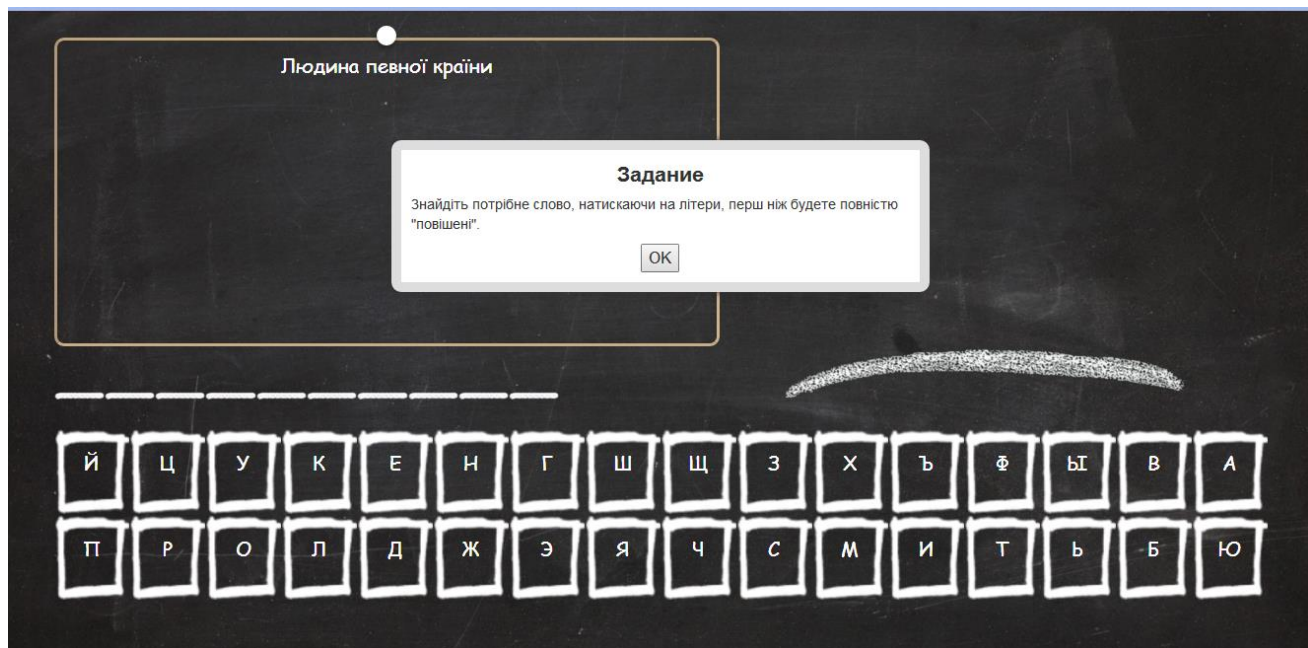 Людина певної країни
Задание
Знайдіть потрібне слово, натискаючи на літери, перш ніж будете повністю
"повішені".
OK
Й Ц У К Е Н Г Ш Щ З Х Ъ Ф Ы В А
П Р О Л Д Ж Э Я Ч С М И Т Ь Б Ю